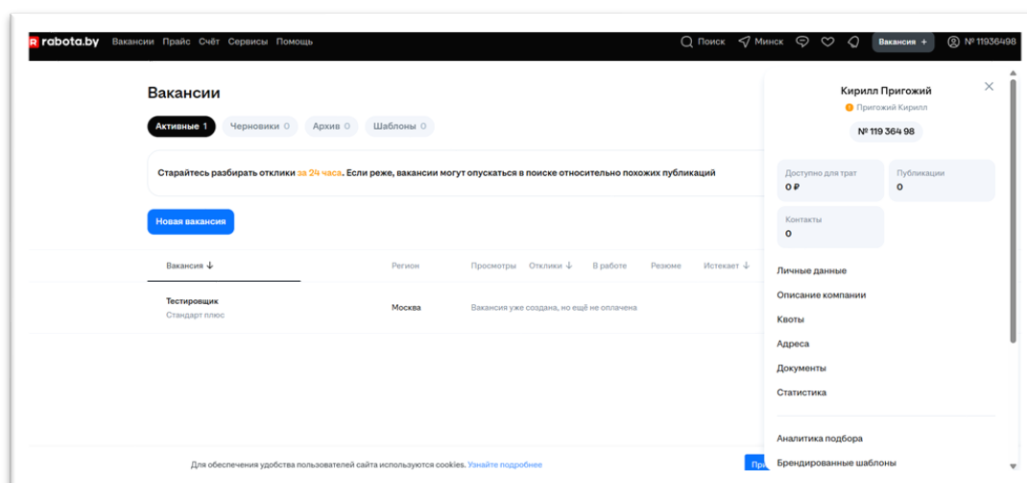 rabota.by Вакансии Прайс Счёт Сервисы Помощь Поиск Минск Вакансия + № 11936498
Вакансии
Активные 1 Черновики 0 Архив 0 Шаблоны 0
Старайтесь разбирать отклики за 24 часа. Если реже, вакансии могут опускаться в поиске относительно похожих публикаций
Новая вакансия
Вакансия ↓ Регион Просмотры Отклики ↓ В работе Резюме Истекает ↓
Тестировщик Москва Вакансия уже создана, но ещё не оплачена
Стандарт плюс
Для обеспечения удобства пользователей сайта используются cookies. Узнайте подробнее
Кирилл Пригожий
Пригожий Кирилл
№ 119 364 98
Доступно для трат Публикации
0 ₽ 0
Контакты
0
Личные данные
Описание компании
Квоты
Адреса
Документы
Статистика
Аналитика подбора
Брендированные шаблоны